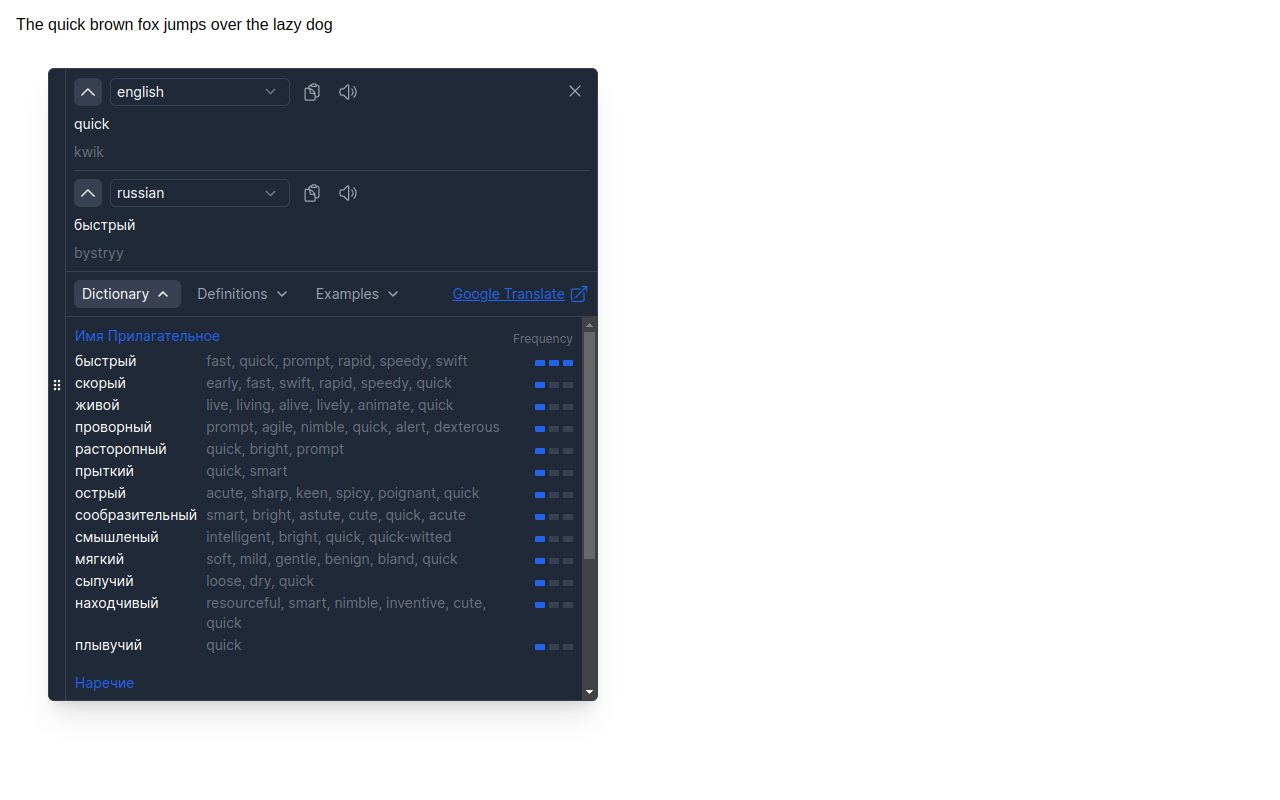 The quick brown fox jumps over the lazy dog
english
quick
kwik
russian
быстрый
bystryy
Dictionary Definitions Examples Google Translate
Имя Прилагательное Frequency
быстрый fast, quick, prompt, rapid, speedy, swift
скорый early, fast, swift, rapid, speedy, quick
живой live, living, alive, lively, animate, quick
проворный prompt, agile, nimble, quick, alert, dexterous
расторопный quick, bright, prompt
прыткий quick, smart
острый acute, sharp, keen, spicy, poignant, quick
сообразительный smart, bright, astute, cute, quick, acute
смышленый intelligent, bright, quick, quick-witted
мягкий soft, mild, gentle, benign, bland, quick
сыпучий loose, dry, quick
находчивый resourceful, smart, nimble, inventive, cute,
quick
плывучий quick
Наречие